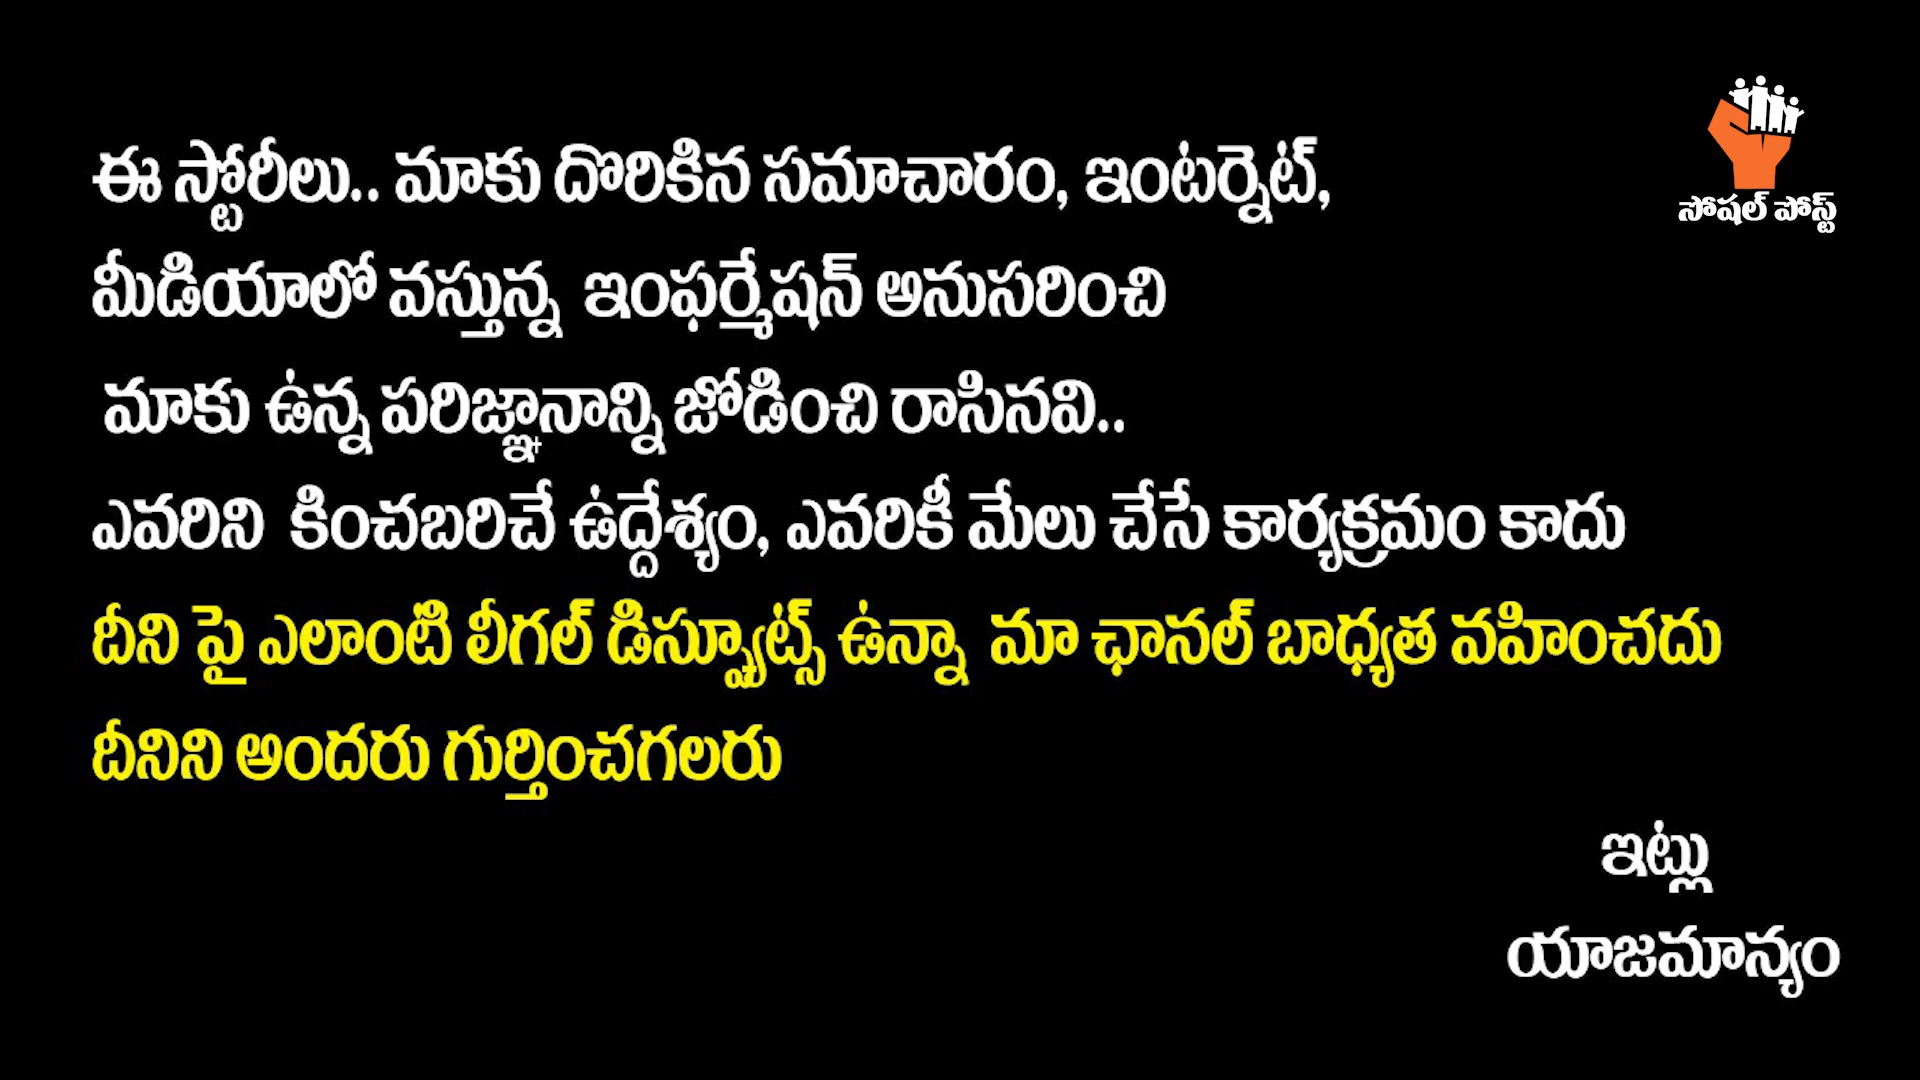 ఈ స్టోరీలు.. మాకు దొరికిన సమాచారం, ఇంటర్నెట్,
సోషల్ పోస్ట్
మీడియాలో వస్తున్న ఇంఫర్మేషన్ అనుసరించి
మాకు ఉన్న పరిజ్ఞానాన్ని జోడించి రాసినవి..
ఎవరిని కించబరిచే ఉద్దేశ్యం, ఎవరికీ మేలు చేసే కార్యక్రమం కాదు
దీని పై ఎలాంటి లీగల్ డిస్ప్యూట్స్ ఉన్నా మా ఛానల్ బాధ్యత వహించదు
దీనిని అందరు గుర్తించగలరు
ఇట్లు
యాజమాన్యం